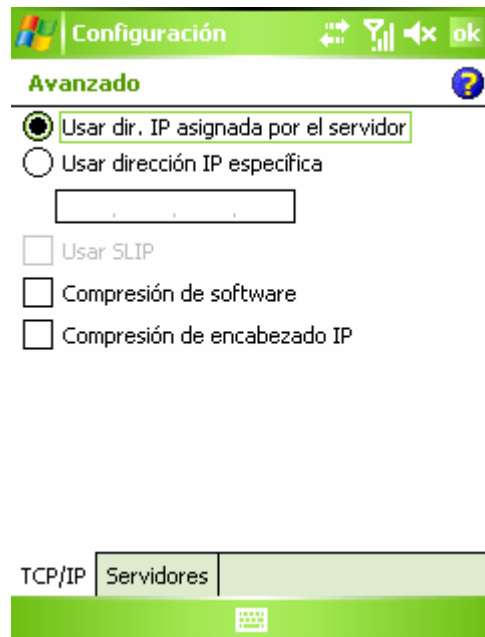 Configuración ok
Avanzado ?
Usar dir. IP asignada por el servidor
Usar dirección IP específica
. . .
Usar SLIP
Compresión de software
Compresión de encabezado IP
TCP/IP Servidores